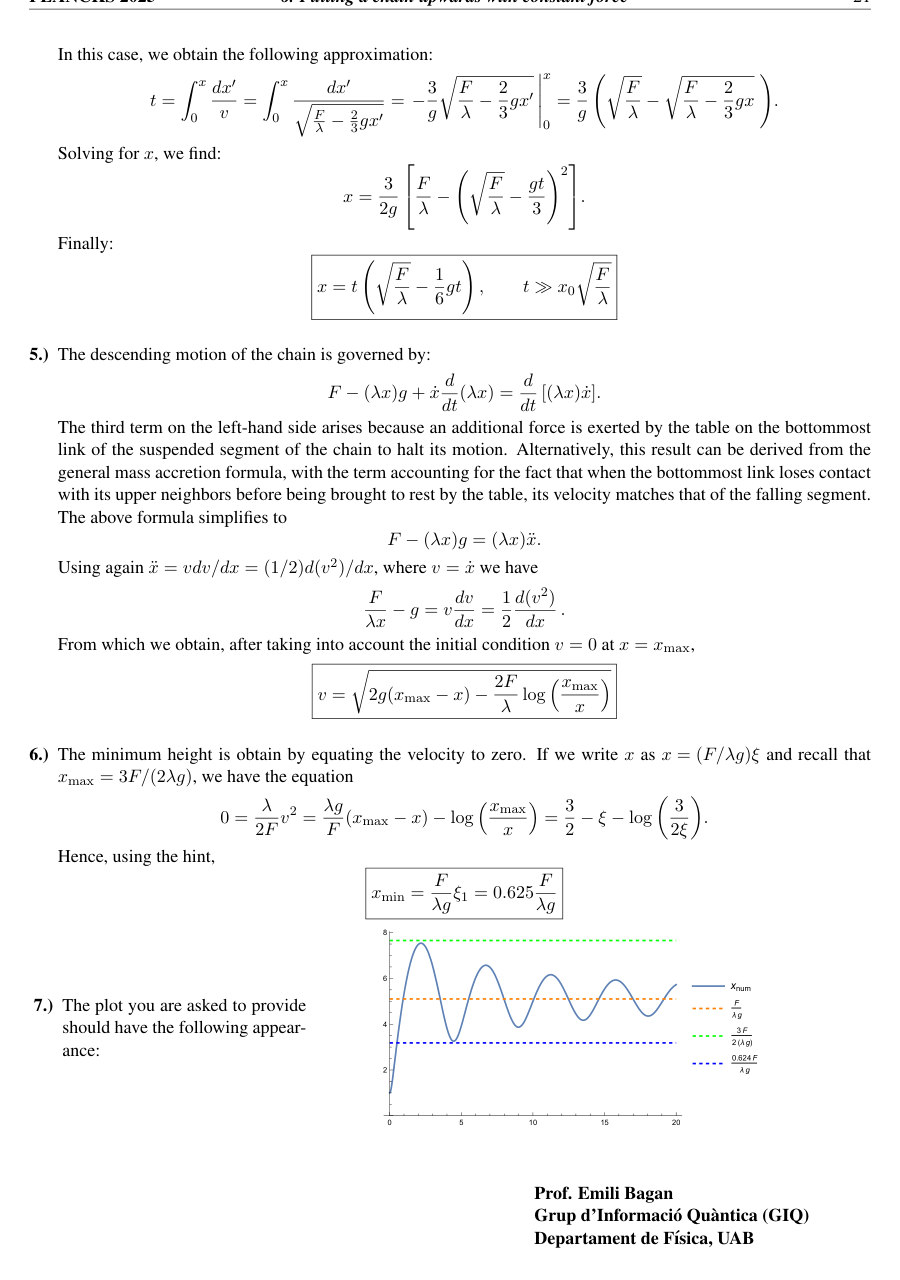 PLANCKS 2025 6. Pulling a chain upwards with constant force 21
In this case, we obtain the following approximation:
t = ∫₀ˣ dx′/v = ∫₀ˣ dx′/√(F/λ − (2/3)gx′) = −(3/g)√(F/λ − (2/3)gx′) |₀ˣ = (3/g)(√(F/λ) − √(F/λ − (2/3)gx)).
Solving for x, we find:
x = (3/2g)[F/λ − (√(F/λ) − gt/3)²].
Finally:
x = t(√(F/λ) − (1/6)gt), t ≫ x₀√(F/λ)
5.) The descending motion of the chain is governed by:
F − (λx)g + ẋ d/dt(λx) = d/dt[(λx)ẋ].
The third term on the left-hand side arises because an additional force is exerted by the table on the bottommost
link of the suspended segment of the chain to halt its motion. Alternatively, this result can be derived from the
general mass accretion formula, with the term accounting for the fact that when the bottommost link loses contact
with its upper neighbors before being brought to rest by the table, its velocity matches that of the falling segment.
The above formula simplifies to
F − (λx)g = (λx)ẍ.
Using again ẍ = vdv/dx = (1/2)d(v²)/dx, where v = ẋ we have
F/λx − g = v dv/dx = (1/2) d(v²)/dx .
From which we obtain, after taking into account the initial condition v = 0 at x = x_max,
v = √(2g(x_max − x) − (2F/λ) log(x_max/x))
6.) The minimum height is obtain by equating the velocity to zero. If we write x as x = (F/λg)ξ and recall that
x_max = 3F/(2λg), we have the equation
0 = (λ/2F)v² = (λg/F)(x_max − x) − log(x_max/x) = 3/2 − ξ − log(3/2ξ).
Hence, using the hint,
x_min = (F/λg)ξ₁ = 0.625 F/λg
7.) The plot you are asked to provide
should have the following appear-
ance:
8
6
4
2
0 5 10 15 20
x_num
F/λ g
3 F/2 (λ g)
0.624 F/λ g
Prof. Emili Bagan
Grup d'Informació Quàntica (GIQ)
Departament de Física, UAB